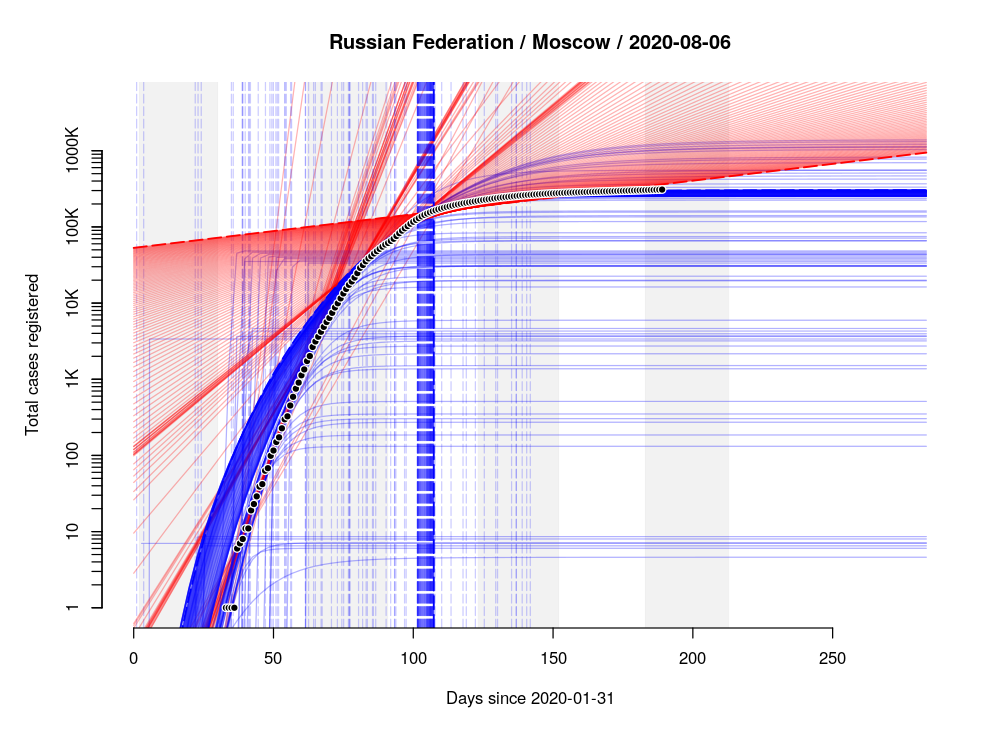 Russian Federation / Moscow / 2020-08-06
Total cases registered
1000K
100K
10K
1K
100
10
1
0 50 100 150 200 250
Days since 2020-01-31